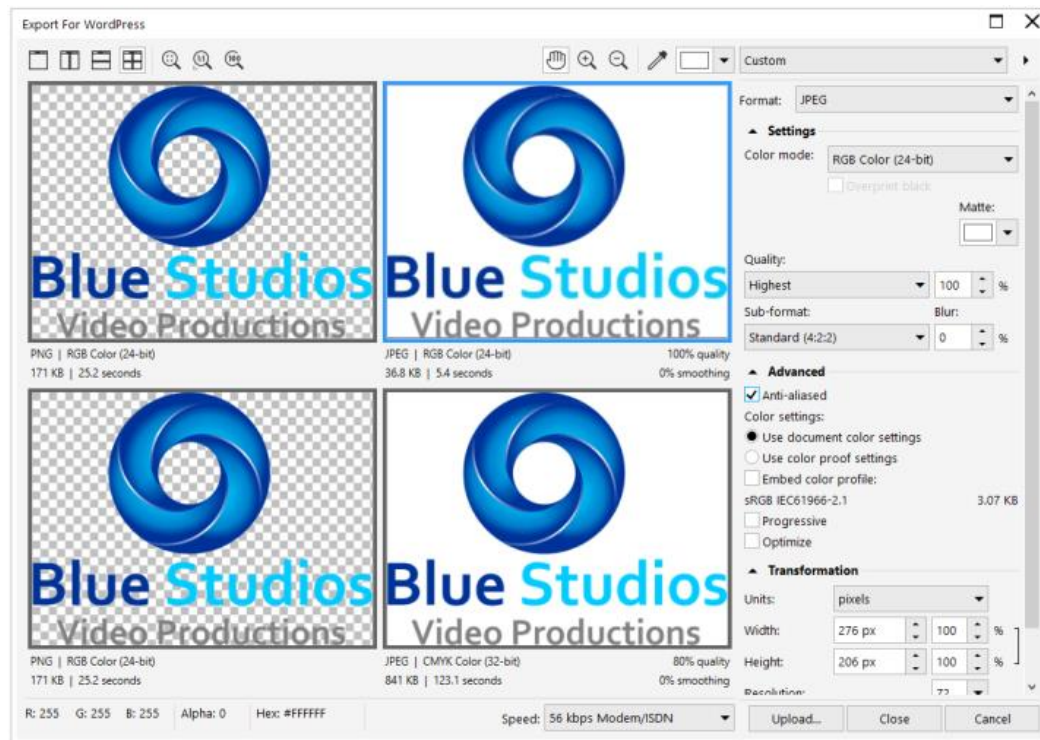 Export For WordPress
1:1
100
Custom
Format: JPEG
Settings
Color mode: RGB Color (24-bit)
Overprint black
Matte:
Quality:
Highest 100 %
Sub-format: Blur:
Standard (4:2:2) 0 %
Advanced
Anti-aliased
Color settings:
Use document color settings
Use color proof settings
Embed color profile:
sRGB IEC61966-2.1 3.07 KB
Progressive
Optimize
Transformation
Units: pixels
Width: 276 px 100 %
Height: 206 px 100 %
Resolution: 72
Blue Studios
Video Productions
PNG | RGB Color (24-bit)
171 KB | 25.2 seconds
Blue Studios
Video Productions
JPEG | RGB Color (24-bit) 100% quality
36.8 KB | 5.4 seconds 0% smoothing
Blue Studios
Video Productions
PNG | RGB Color (24-bit)
171 KB | 25.2 seconds
Blue Studios
Video Productions
JPEG | CMYK Color (32-bit) 80% quality
841 KB | 123.1 seconds 0% smoothing
R: 255 G: 255 B: 255 Alpha: 0 Hex: #FFFFFF
Speed: 56 kbps Modem/ISDN
Upload... Close Cancel